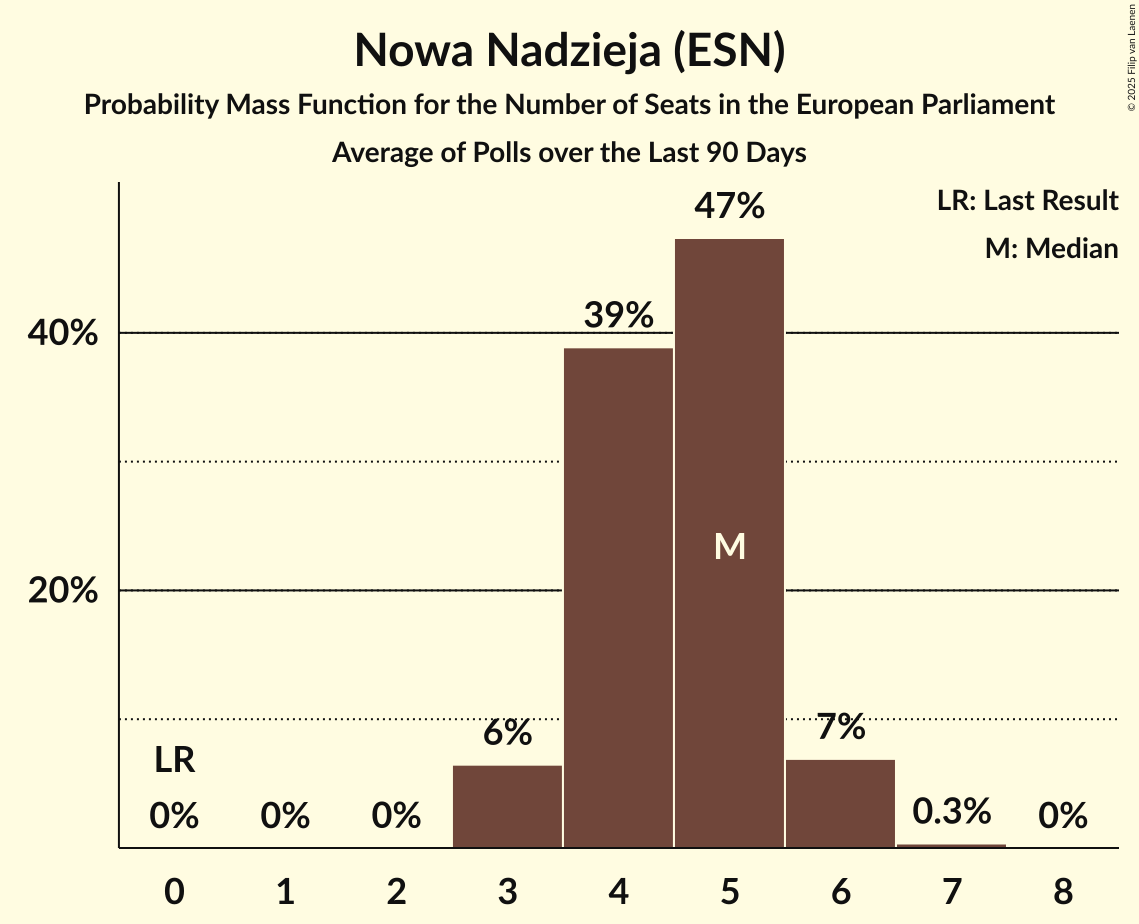 Nowa Nadzieja (ESN)
Probability Mass Function for the Number of Seats in the European Parliament
Average of Polls over the Last 90 Days
© 2025 Filip van Laenen
LR: Last Result
M: Median
47%
39%
40%
M
20%
6%
7%
LR
0%
0%
0%
0.3%
0%
0 1 2 3 4 5 6 7 8